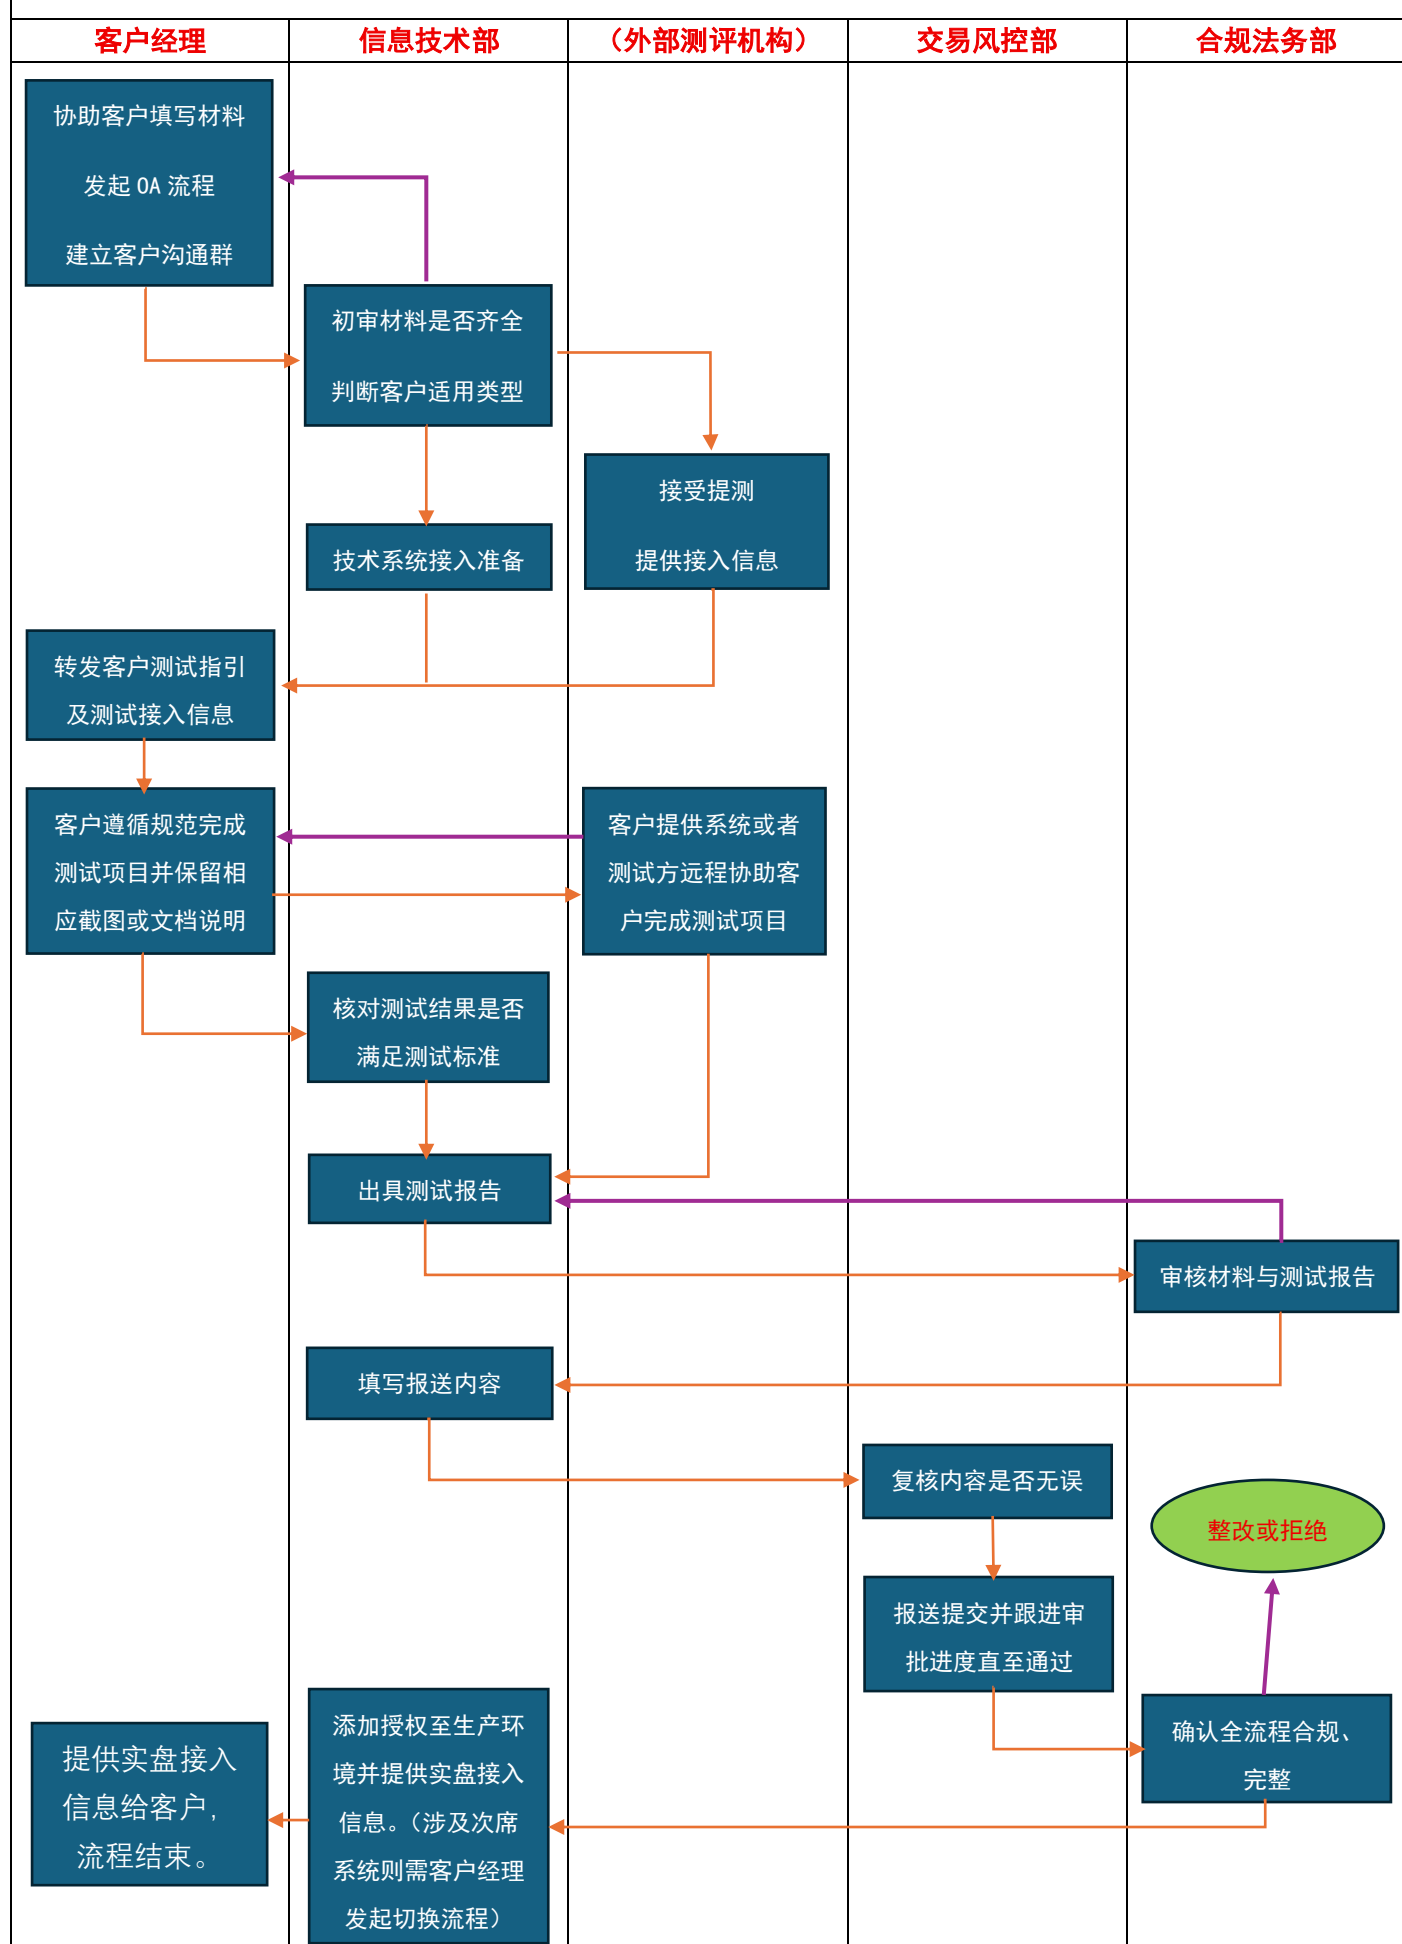 客户经理
信息技术部
（外部测评机构）
交易风控部
合规法务部
协助客户填写材料
发起 OA 流程
建立客户沟通群
初审材料是否齐全
判断客户适用类型
接受提测
提供接入信息
技术系统接入准备
转发客户测试指引
及测试接入信息
客户遵循规范完成
测试项目并保留相
应截图或文档说明
客户提供系统或者
测试方远程协助客
户完成测试项目
核对测试结果是否
满足测试标准
出具测试报告
审核材料与测试报告
填写报送内容
复核内容是否无误
整改或拒绝
报送提交并跟进审
批进度直至通过
确认全流程合规、
完整
添加授权至生产环
境并提供实盘接入
信息。（涉及次席
系统则需客户经理
发起切换流程）
提供实盘接入
信息给客户，
流程结束。